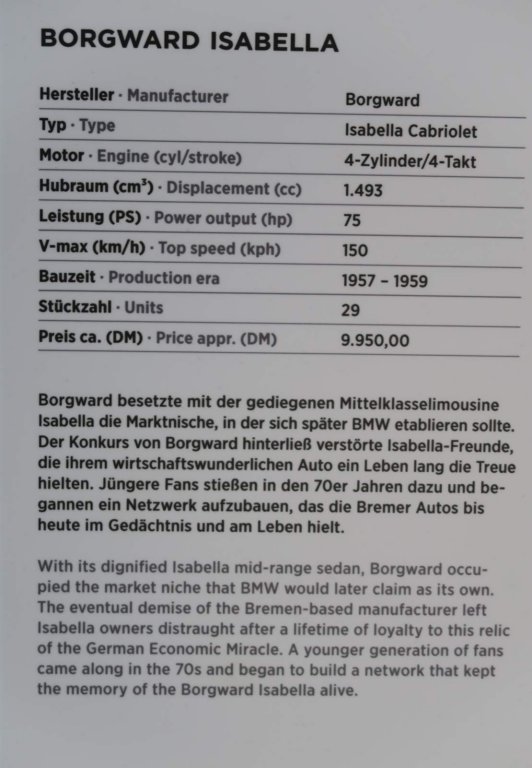 BORGWARD ISABELLA
Hersteller · Manufacturer Borgward
Typ · Type Isabella Cabriolet
Motor · Engine (cyl/stroke) 4-Zylinder/4-Takt
Hubraum (cm³) · Displacement (cc) 1.493
Leistung (PS) · Power output (hp) 75
V-max (km/h) · Top speed (kph) 150
Bauzeit · Production era 1957 – 1959
Stückzahl · Units 29
Preis ca. (DM) · Price appr. (DM) 9.950,00
Borgward besetzte mit der gediegenen Mittelklasselimousine
Isabella die Marktnische, in der sich später BMW etablieren sollte.
Der Konkurs von Borgward hinterließ verstörte Isabella-Freunde,
die ihrem wirtschaftswunderlichen Auto ein Leben lang die Treue
hielten. Jüngere Fans stießen in den 70er Jahren dazu und be-
gannen ein Netzwerk aufzubauen, das die Bremer Autos bis
heute im Gedächtnis und am Leben hielt.
With its dignified Isabella mid-range sedan, Borgward occu-
pied the market niche that BMW would later claim as its own.
The eventual demise of the Bremen-based manufacturer left
Isabella owners distraught after a lifetime of loyalty to this relic
of the German Economic Miracle. A younger generation of fans
came along in the 70s and began to build a network that kept
the memory of the Borgward Isabella alive.